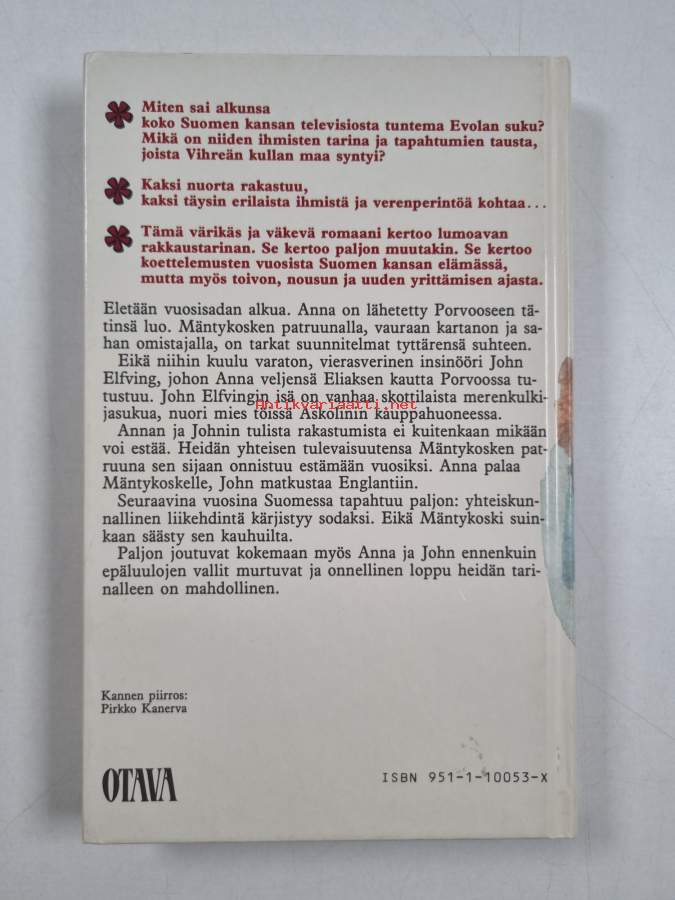 Miten sai alkunsa
koko Suomen kansan televisiosta tuntema Evolan suku?
Mikä on niiden ihmisten tarina ja tapahtumien tausta,
joista Vihreän kullan maa syntyi?
Kaksi nuorta rakastuu,
kaksi täysin erilaista ihmistä ja verenperintöä kohtaa...
Tämä värikäs ja väkevä romaani kertoo lumoavan
rakkaustarinan. Se kertoo paljon muutakin. Se kertoo
koettelemusten vuosista Suomen kansan elämässä,
mutta myös toivon, nousun ja uuden yrittämisen ajasta.
Eletään vuosisadan alkua. Anna on lähetetty Porvooseen tä-
tinsä luo. Mäntykosken patruunalla, vauraan kartanon ja sa-
han omistajalla, on tarkat suunnitelmat tyttärensä suhteen.
Eikä niihin kuulu varaton, vierasverinen insinööri John
Elfving, johon Anna veljensä Eliaksen kautta Porvoossa tu-
tustuu. John Elfvingin isä on vanhaa skottilaista merenkulki-
jasukua, nuori mies töissä Askolinin kauppahuoneessa.
Antikvariaatti.net
Annan ja Johnin tulista rakastumista ei kuitenkaan mikään
voi estää. Heidän yhteisen tulevaisuutensa Mäntykosken pat-
ruuna sen sijaan onnistuu estämään vuosiksi. Anna palaa
Mäntykoskelle, John matkustaa Englantiin.
Seuraavina vuosina Suomessa tapahtuu paljon: yhteiskun-
nallinen liikehdintä kärjistyy sodaksi. Eikä Mäntykoski suin-
kaan säästy sen kauhuilta.
Paljon joutuvat kokemaan myös Anna ja John ennenkuin
epäluulojen vallit murtuvat ja onnellinen loppu heidän tari-
nalleen on mahdollinen.
Kannen piirros:
Pirkko Kanerva
OTAVA
ISBN 951-1-10053-X